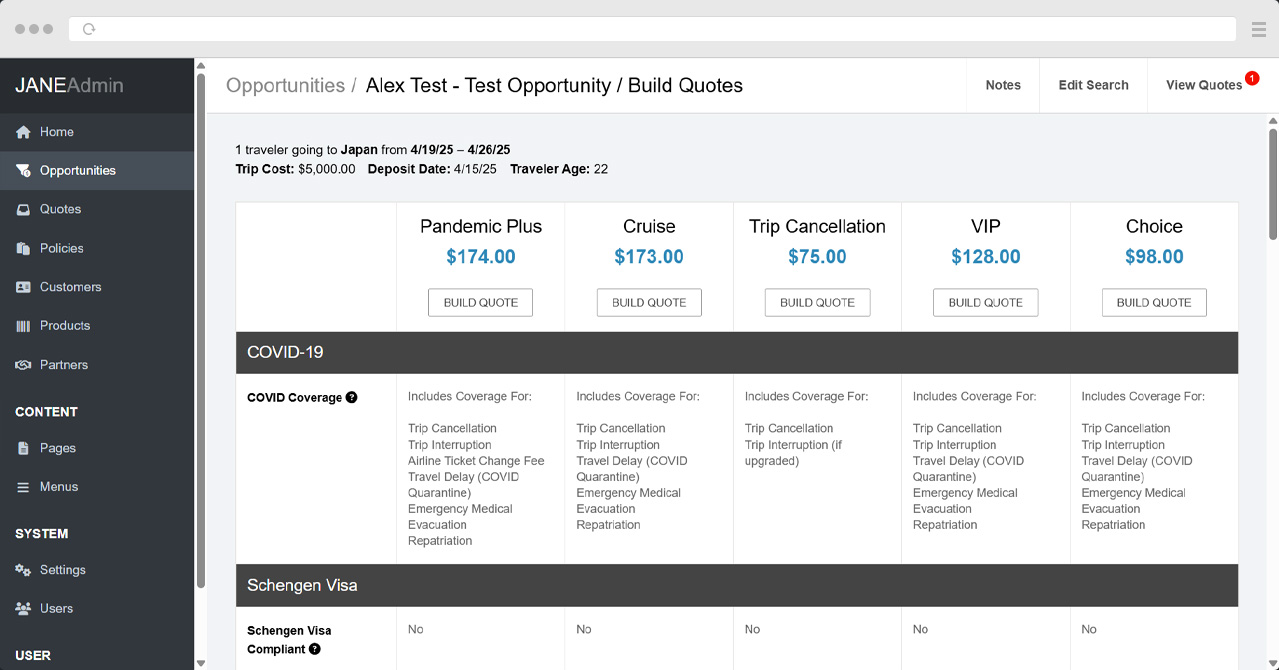 JANEAdmin
Home
Opportunities
Quotes
Policies
Customers
Products
Partners
CONTENT
Pages
Menus
SYSTEM
Settings
Users
USER
Opportunities / Alex Test - Test Opportunity / Build Quotes
Notes
Edit Search
View Quotes 1
1 traveler going to Japan from 4/19/25 – 4/26/25
Trip Cost: $5,000.00 Deposit Date: 4/15/25 Traveler Age: 22
Pandemic Plus
$174.00
BUILD QUOTE
Cruise
$173.00
BUILD QUOTE
Trip Cancellation
$75.00
BUILD QUOTE
VIP
$128.00
BUILD QUOTE
Choice
$98.00
BUILD QUOTE
COVID-19
COVID Coverage ?
Includes Coverage For:
Trip Cancellation
Trip Interruption
Airline Ticket Change Fee
Travel Delay (COVID
Quarantine)
Emergency Medical
Evacuation
Repatriation
Includes Coverage For:
Trip Cancellation
Trip Interruption
Travel Delay (COVID
Quarantine)
Emergency Medical
Evacuation
Repatriation
Includes Coverage For:
Trip Cancellation
Trip Interruption (if
upgraded)
Includes Coverage For:
Trip Cancellation
Trip Interruption
Travel Delay (COVID
Quarantine)
Emergency Medical
Evacuation
Repatriation
Includes Coverage For:
Trip Cancellation
Trip Interruption
Travel Delay (COVID
Quarantine)
Emergency Medical
Evacuation
Repatriation
Schengen Visa
Schengen Visa
Compliant ?
No
No
No
No
No